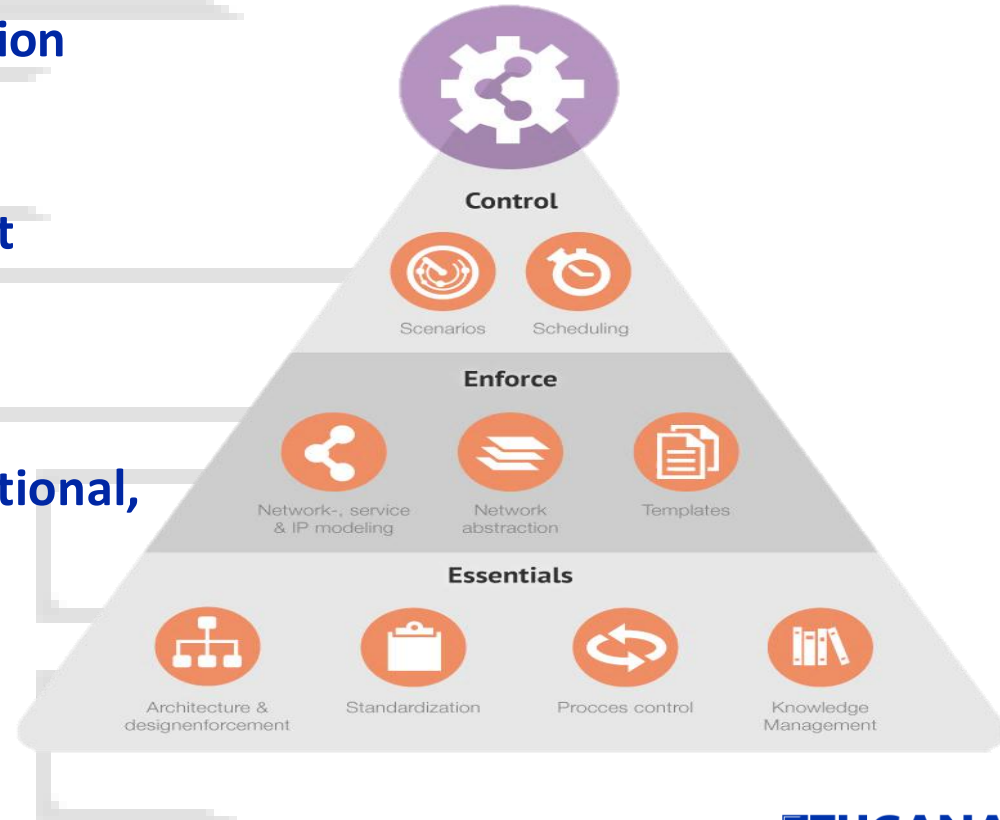 ion
t
tional,
Control
Scenarios Scheduling
Enforce
Network-, service
& IP modeling
Network
abstraction
Templates
Essentials
Architecture &
designenforcement
Standardization
Procces control
Knowledge
Management